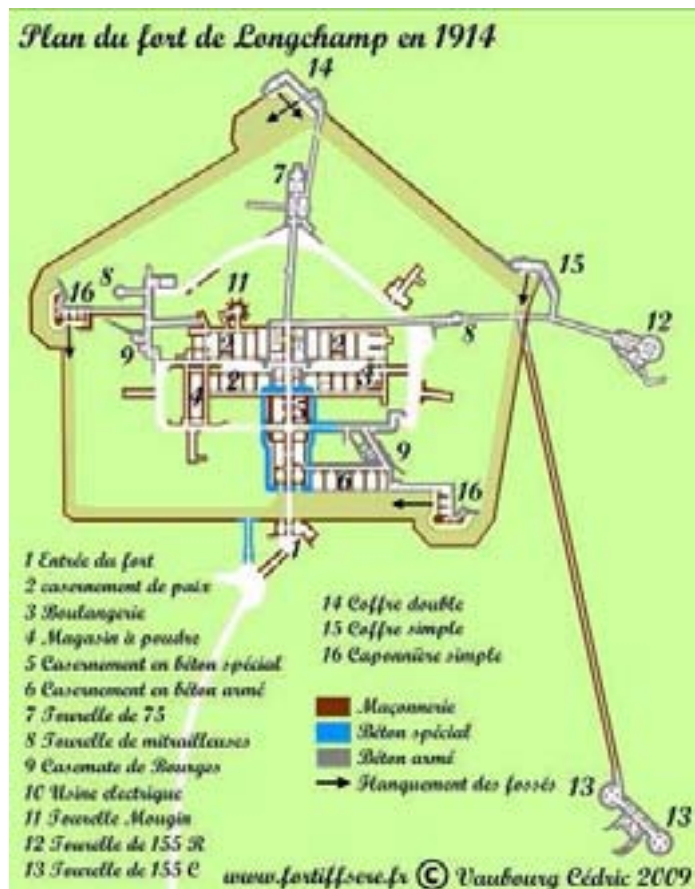 Plan du fort de Longchamp en 1914
14
7
15
16
8
11
12
8
9
2
2
2
3
4
5
9
6
16
1
1 Entrée du fort
2 casernement de paix
3 Boulangerie
4 Magasin à poudre
5 Casernement en béton spécial
6 Casernement en béton armé
7 Tourelle de 75
8 Tourelle de mitrailleuses
9 Casemate de Bourges
10 Usine electrique
11 Tourelle Mougin
12 Tourelle de 155 R
13 Tourelle de 155 C
14 Coffre double
15 Coffre simple
16 Caponnière simple
Maçonnerie
Béton spécial
Béton armé
Flanquement des fossés
13
13
www.fortiffsere.fr © Vaubourg Cédric 2009